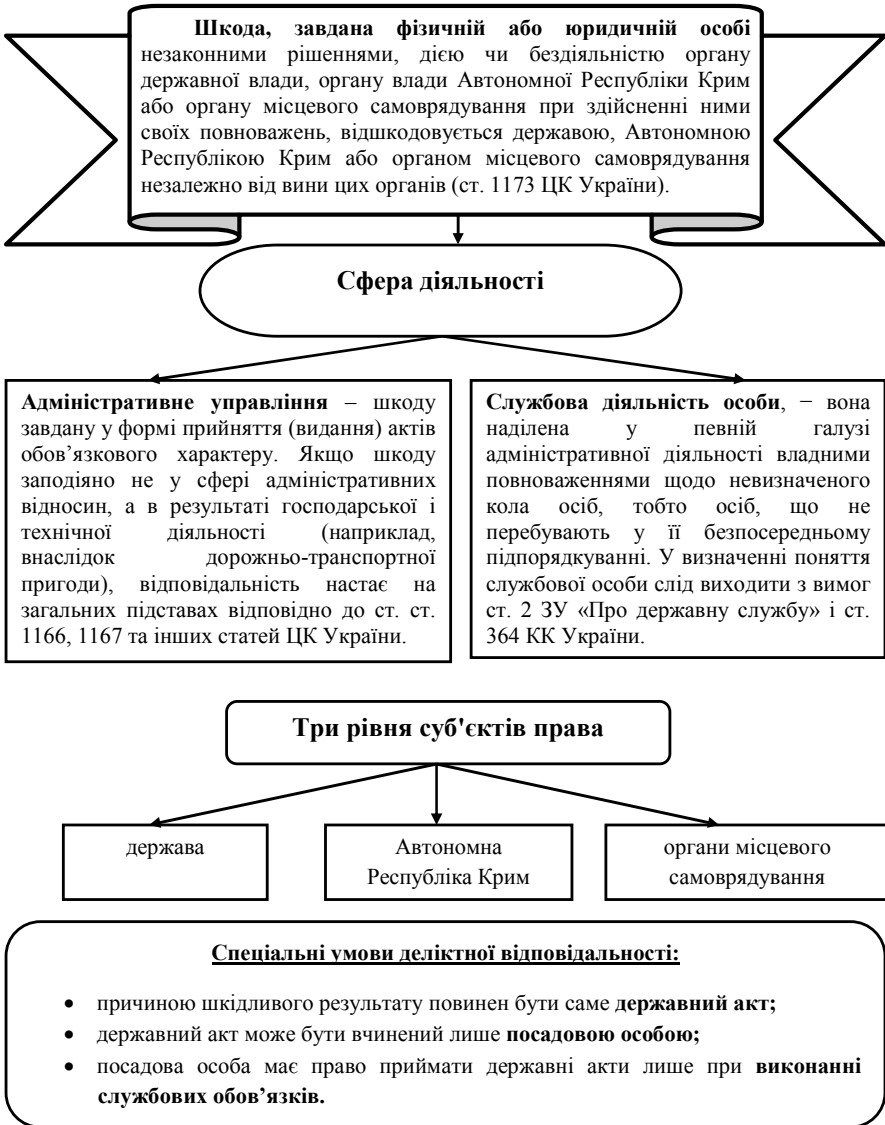 Шкода, завдана фізичній або юридичній особі
незаконними рішеннями, дією чи бездіяльністю органу
державної влади, органу влади Автономної Республіки Крим
або органу місцевого самоврядування при здійсненні ними
своїх повноважень, відшкодовується державою, Автономною
Республікою Крим або органом місцевого самоврядування
незалежно від вини цих органів (ст. 1173 ЦК України).
Сфера діяльності
Адміністративне управління – шкоду
завдану у формі прийняття (видання) актів
обов’язкового характеру. Якщо шкоду
заподіяно не у сфері адміністративних
відносин, а в результаті господарської і
технічної діяльності (наприклад,
внаслідок дорожньо-транспортної
пригоди), відповідальність настає на
загальних підставах відповідно до ст. ст.
1166, 1167 та інших статей ЦК України.
Службова діяльність особи, − вона
наділена у певній галузі
адміністративної діяльності владними
повноваженнями щодо невизначеного
кола осіб, тобто осіб, що не
перебувають у її безпосередньому
підпорядкуванні. У визначенні поняття
службової особи слід виходити з вимог
ст. 2 ЗУ «Про державну службу» і ст.
364 КК України.
Три рівня суб'єктів права
держава
Автономна
Республіка Крим
органи місцевого
самоврядування
Спеціальні умови деліктної відповідальності:
• причиною шкідливого результату повинен бути саме державний акт;
• державний акт може бути вчинений лише посадовою особою;
• посадова особа має право приймати державні акти лише при виконанні
службових обов’язків.